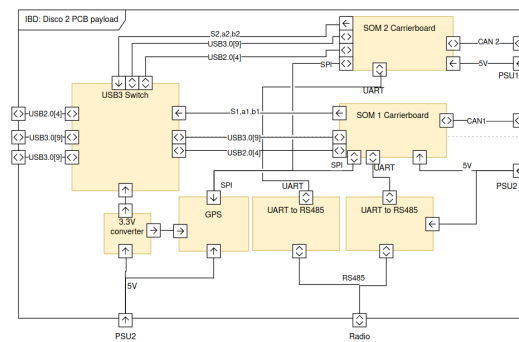 IBD: Disco 2 PCB payload
SOM 2 Carrierboard
S2,a2,b2
USB3.0[9]
USB2.0[4]
SPI
UART
CAN 2
5V
PSU1
USB3 Switch
USB2.0[4]
USB3.0[9]
USB3.0[9]
S1,a1,b1
SOM 1 Carrierboard
CAN1
USB3.0[9]
USB2.0[4]
SPI
UART
UART
5V
PSU2
SPI
3.3V
converter
GPS
UART to RS485
UART to RS485
5V
RS485
PSU2
Radio